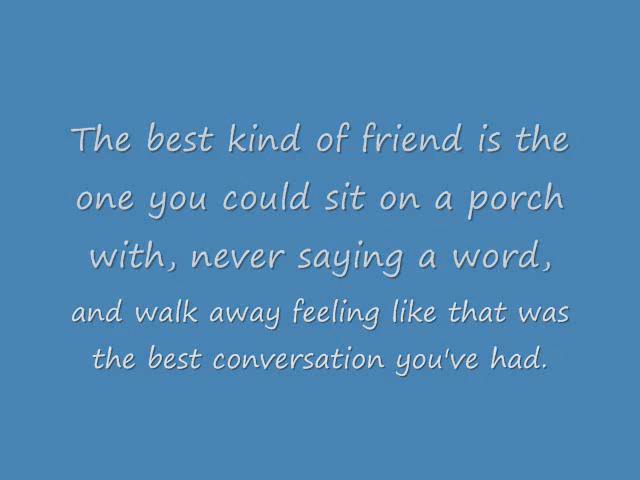 The best kind of friend is the
one you could sit on a porch
with, never saying a word,
and walk away feeling like that was
the best conversation you've had.